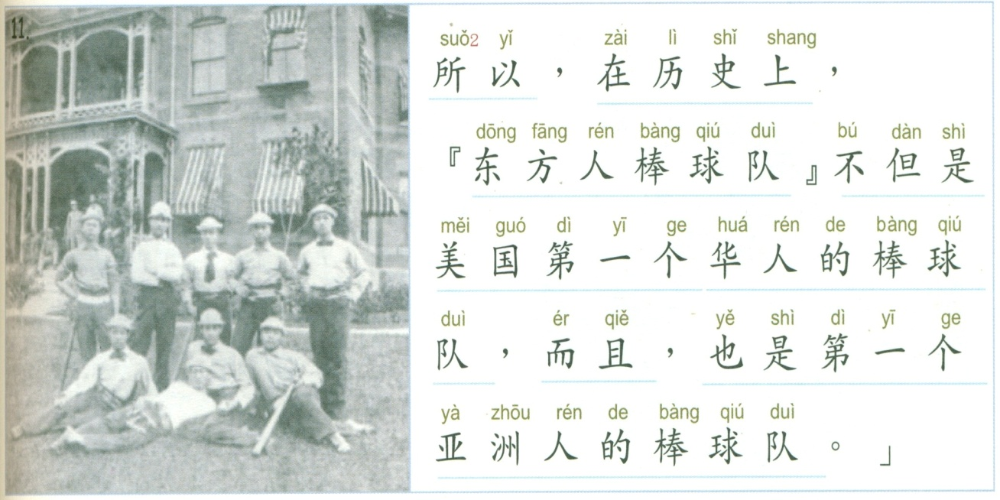 11.
suǒ2 yǐ zài lì shǐ shang
所以，在历史上，
dōng fāng rén bàng qiú duì bú dàn shì
『东方人棒球队』不但是
měi guó dì yī ge huá rén de bàng qiú
美国第一个华人的棒球
duì ér qiě yě shì dì yī ge
队，而且，也是第一个
yà zhōu rén de bàng qiú duì
亚洲人的棒球队。」